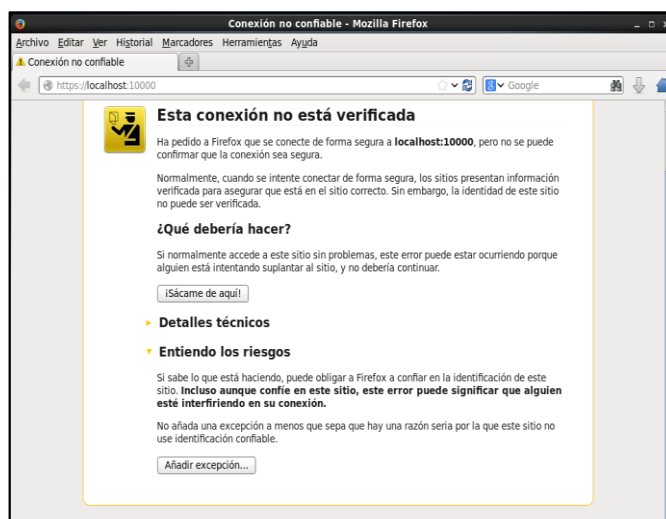 Conexión no confiable - Mozilla Firefox
Archivo Editar Ver Historial Marcadores Herramientas Ayuda
Conexión no confiable
https://localhost:10000
Google
Esta conexión no está verificada
Ha pedido a Firefox que se conecte de forma segura a localhost:10000, pero no se puede
confirmar que la conexión sea segura.
Normalmente, cuando se intente conectar de forma segura, los sitios presentan información
verificada para asegurar que está en el sitio correcto. Sin embargo, la identidad de este sitio
no puede ser verificada.
¿Qué debería hacer?
Si normalmente accede a este sitio sin problemas, este error puede estar ocurriendo porque
alguien está intentando suplantar al sitio, y no debería continuar.
¡Sácame de aquí!
Detalles técnicos
Entiendo los riesgos
Si sabe lo que está haciendo, puede obligar a Firefox a confiar en la identificación de este
sitio. Incluso aunque confíe en este sitio, este error puede significar que alguien
esté interfiriendo en su conexión.
No añada una excepción a menos que sepa que hay una razón seria por la que este sitio no
use identificación confiable.
Añadir excepción...